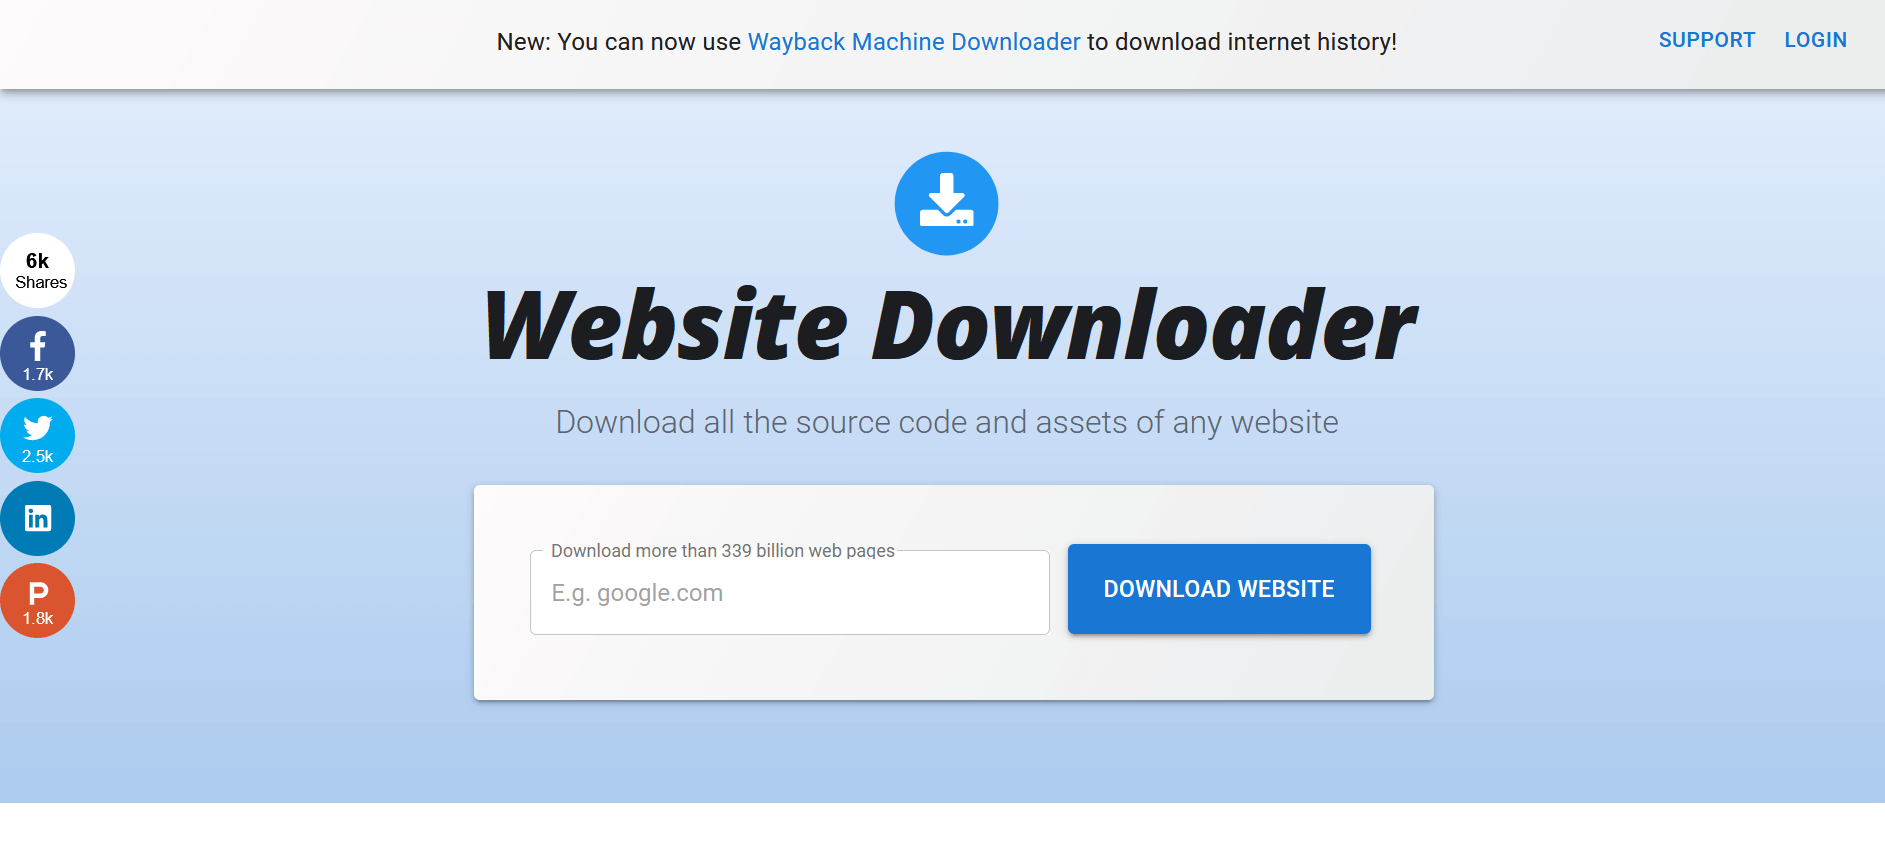 New: You can now use Wayback Machine Downloader to download internet history!
SUPPORT
LOGIN
6k
Shares
1.7k
2.5k
1.8k
Website Downloader
Download all the source code and assets of any website
Download more than 339 billion web pages
E.g. google.com
DOWNLOAD WEBSITE